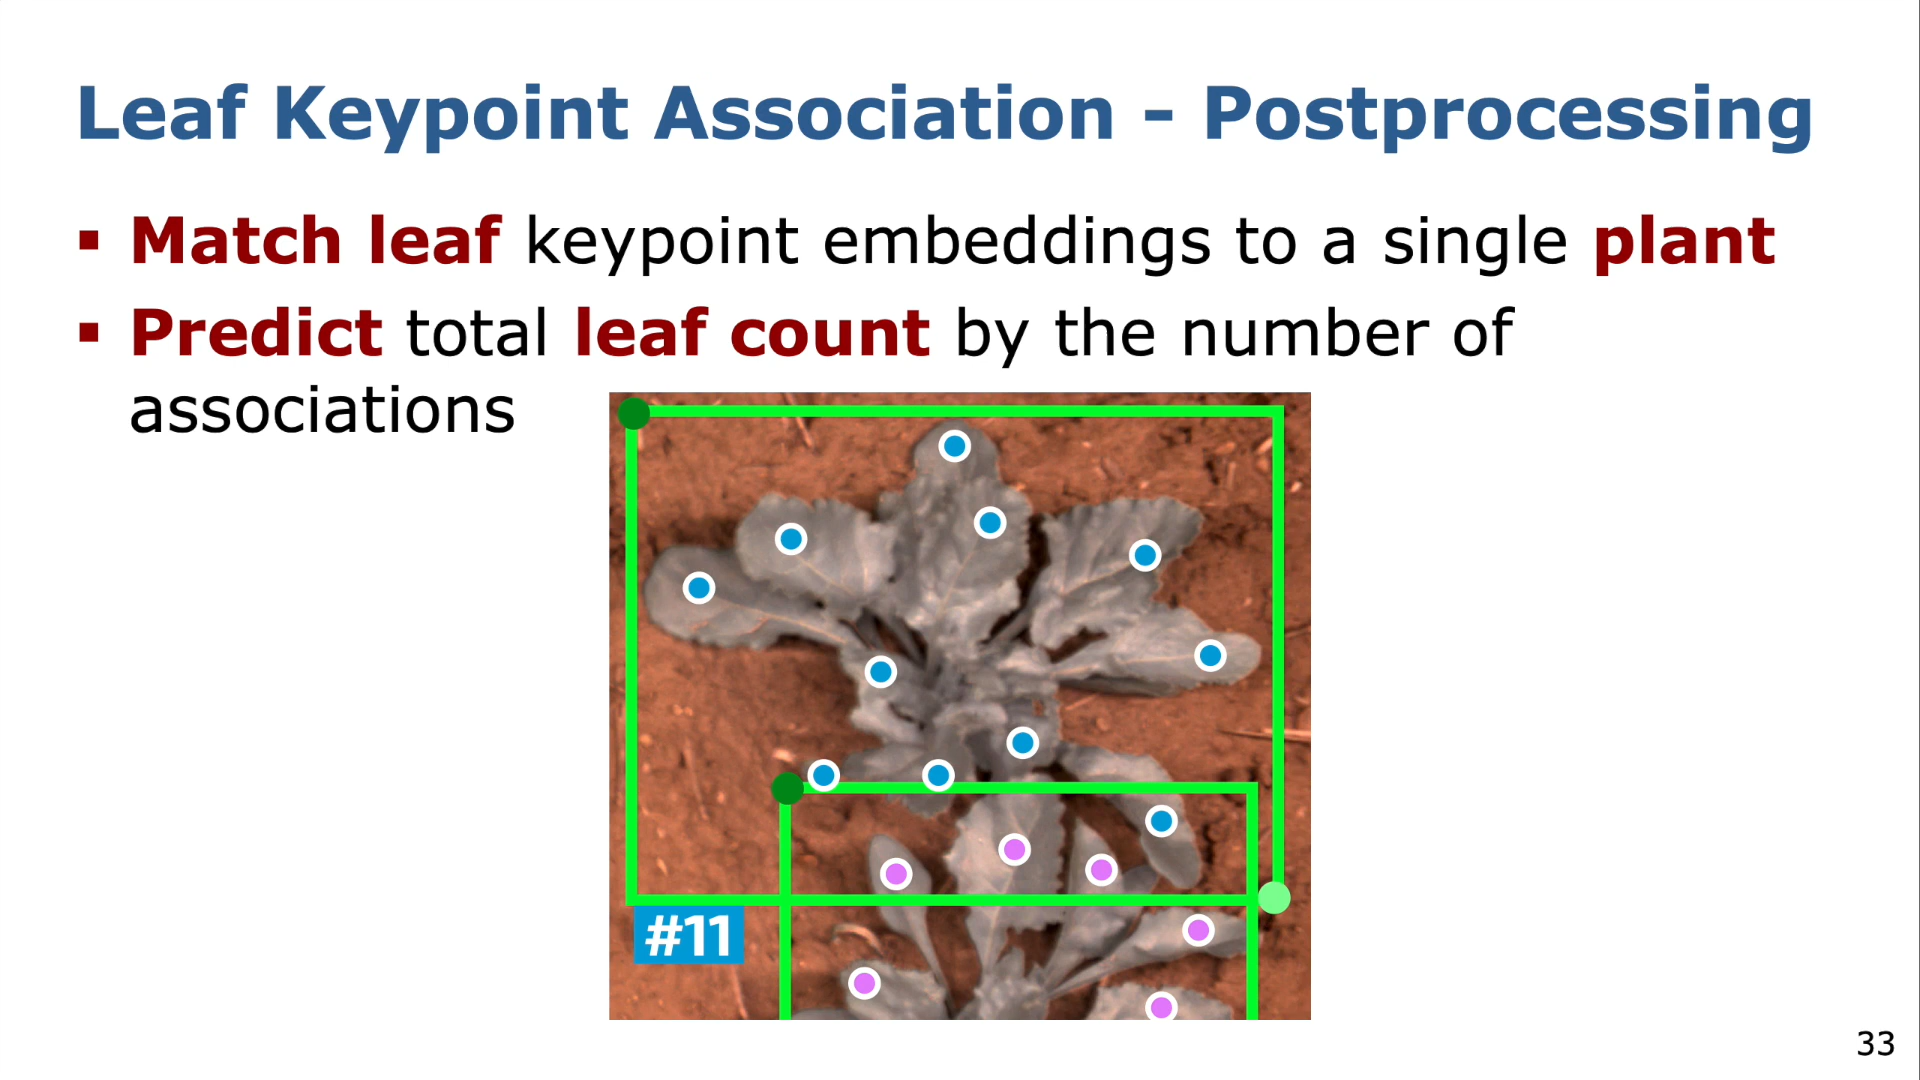 Leaf Keypoint Association - Postprocessing
▪ Match leaf keypoint embeddings to a single plant
▪ Predict total leaf count by the number of
associations
#11
33